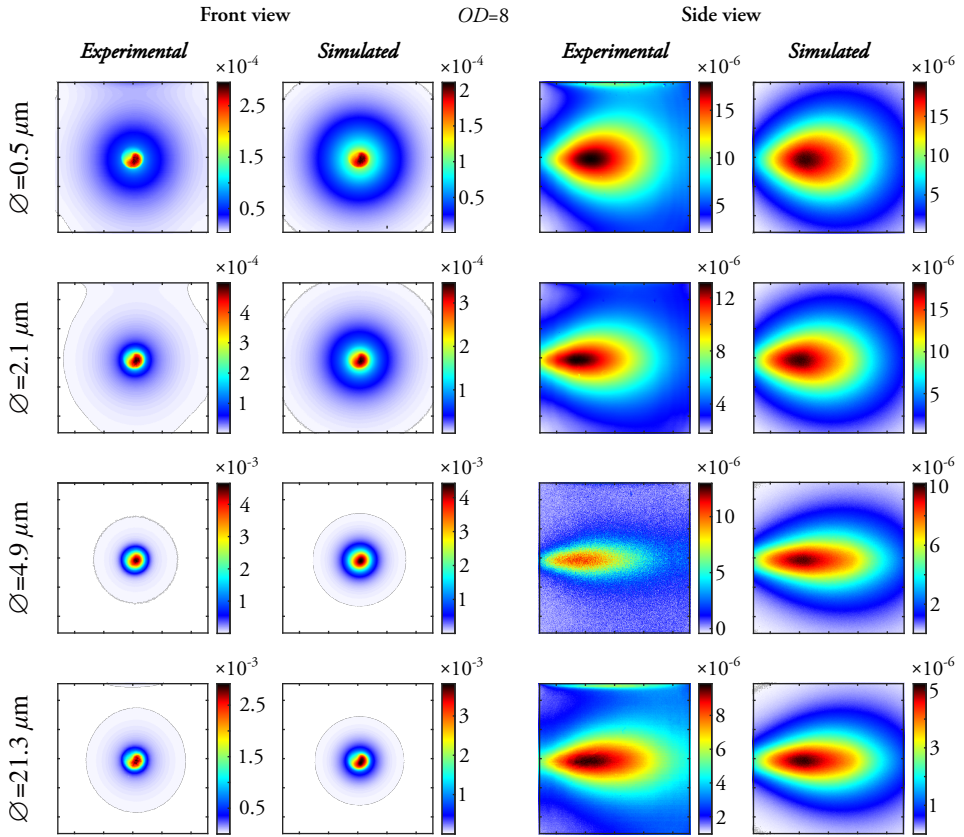 Front view OD=8 Side view
Experimental Simulated Experimental Simulated
×10⁻⁴ ×10⁻⁴ ×10⁻⁶ ×10⁻⁶
Ø=0.5 μm
2.5 1.5 0.5
2 1.5 1 0.5
15 10 5
15 10 5
×10⁻⁴ ×10⁻⁴ ×10⁻⁶ ×10⁻⁶
Ø=2.1 μm
4 3 2 1
3 2 1
12 8 4
15 10 5
×10⁻³ ×10⁻³ ×10⁻⁶ ×10⁻⁶
Ø=4.9 μm
4 3 2 1
4 3 2 1
10 5 0
10 6 2
×10⁻³ ×10⁻³ ×10⁻⁶ ×10⁻⁶
Ø=21.3 μm
2.5 1.5 0.5
3 2 1
8 6 4 2
5 3 1